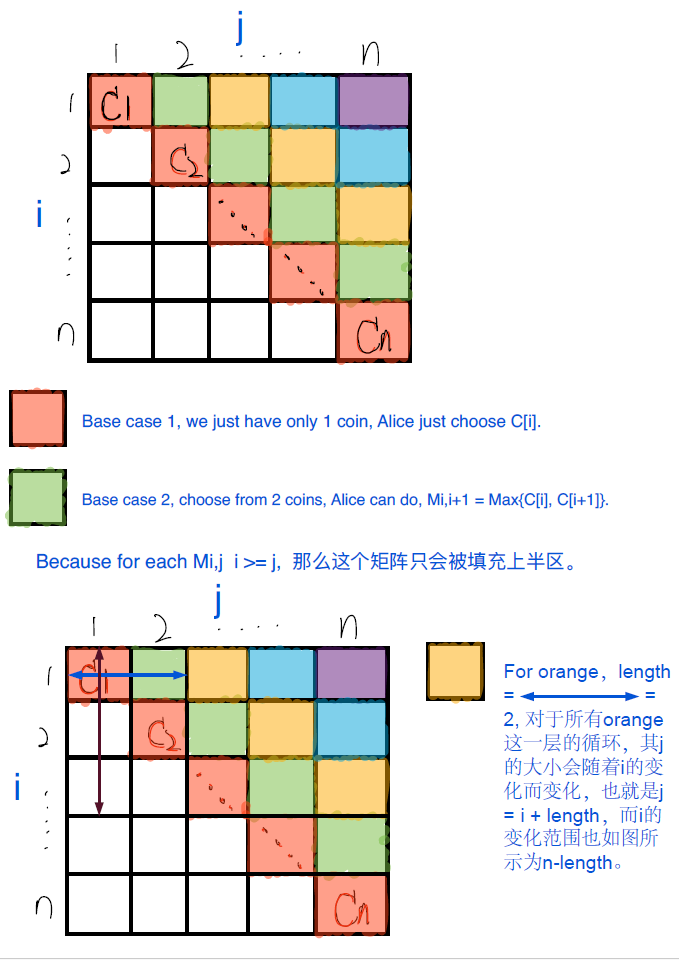 j
1 2 . . . . n
1 C1
2 C2
i
n Cn
Base case 1, we just have only 1 coin, Alice just choose C[i].
Base case 2, choose from 2 coins, Alice can do, Mi,i+1 = Max{C[i], C[i+1]}.
Because for each Mi,j i >= j, 那么这个矩阵只会被填充上半区。
j
1 2 . . . . n
1 C1
2 C2
i
n Cn
For orange，length
= =
2, 对于所有orange
这一层的循环，其j
的大小会随着i的变
化而变化，也就是j
= i + length，而i的
变化范围也如图所
示为n-length。